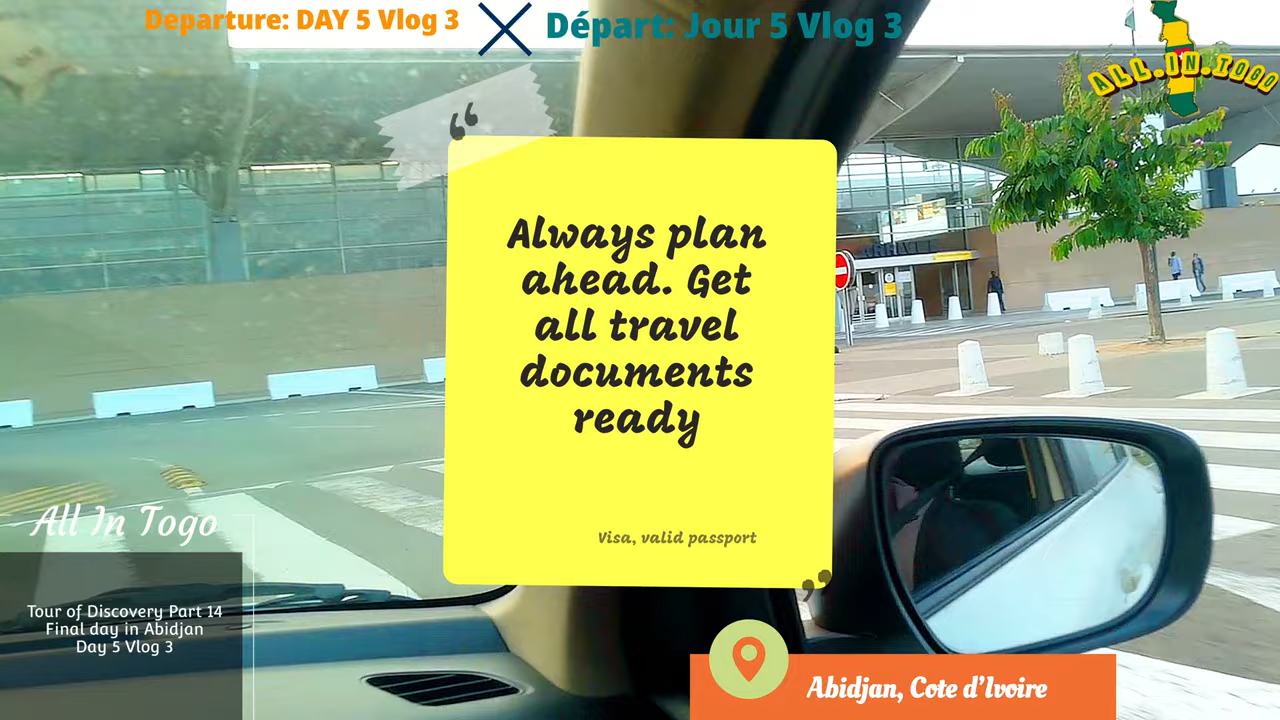 Departure: DAY 5 Vlog 3
Départ: Jour 5 Vlog 3
ALL.IN.TOGO
“
Always plan
ahead. Get
all travel
documents
ready
Visa, valid passport
”
All In Togo
Tour of Discovery Part 14
Final day in Abidjan
Day 5 Vlog 3
Abidjan, Cote d'Ivoire